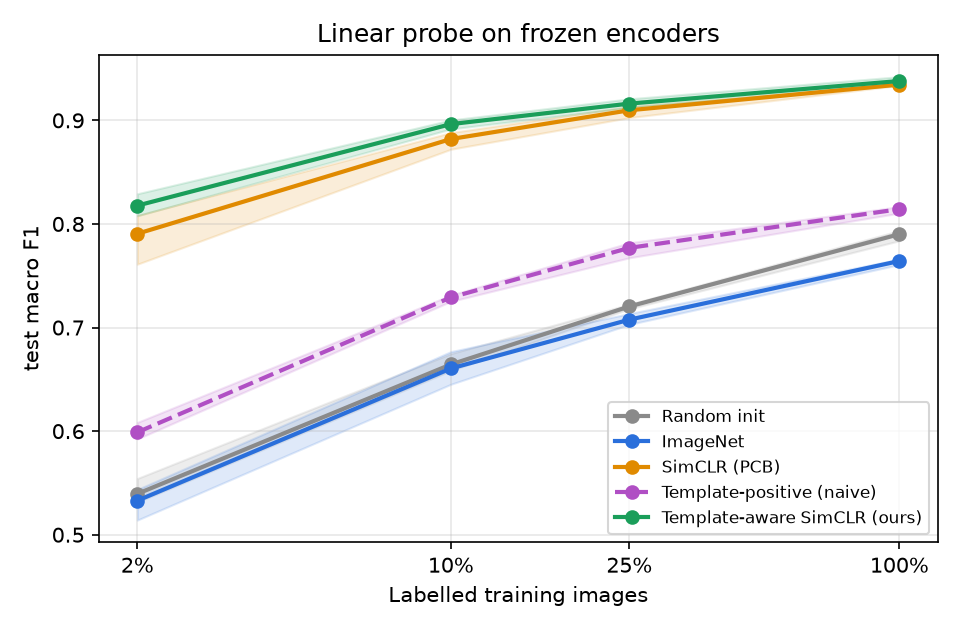 Linear probe on frozen encoders
test macro F1
0.9
0.8
0.7
0.6
0.5
2%
10%
25%
100%
Labelled training images
Random init
ImageNet
SimCLR (PCB)
Template-positive (naive)
Template-aware SimCLR (ours)